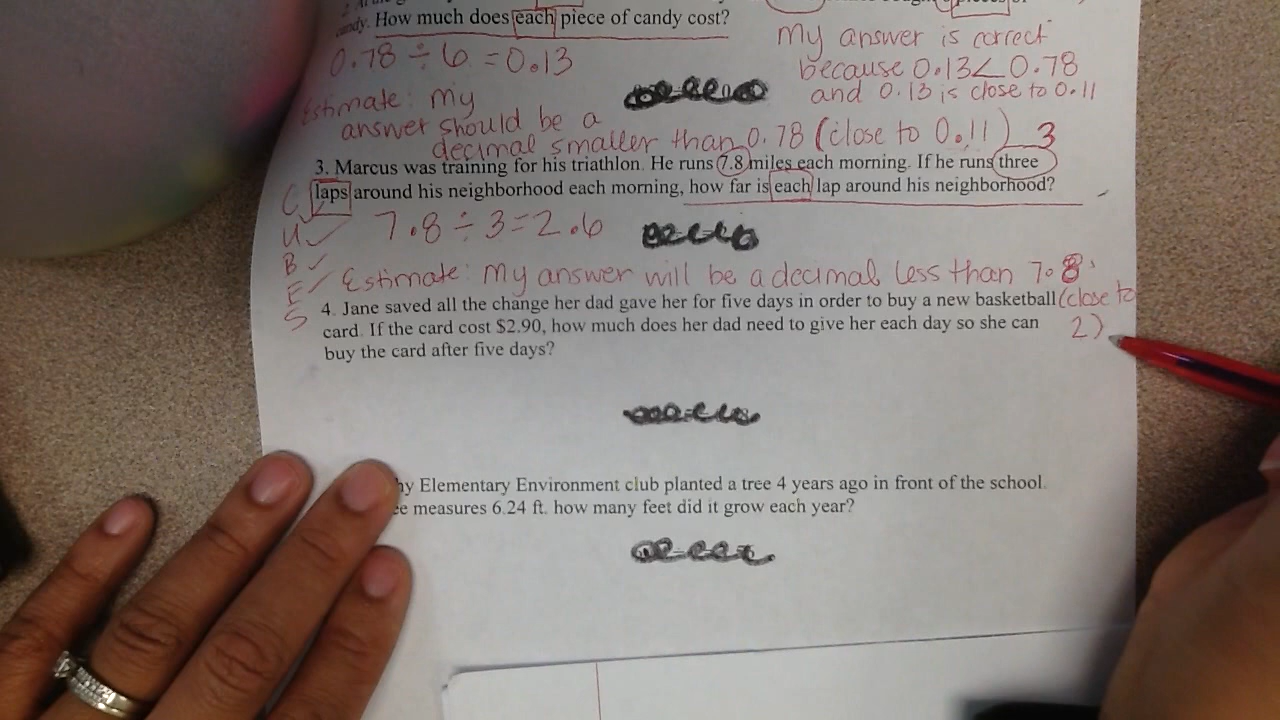 candy. How much does each piece of candy cost?
0.78 ÷ 6 = 0.13
My answer is correct
because 0.13 < 0.78
and 0.13 is close to 0.11
Estimate: My
answer should be a
decimal smaller than 0.78 (close to 0.11)
3
3. Marcus was training for his triathlon. He runs 7.8 miles each morning. If he runs three
laps around his neighborhood each morning, how far is each lap around his neighborhood?
C
U ✓
B ✓
E ✓
S
7.8 ÷ 3 = 2.6
Estimate: My answer will be a decimal less than 7.8
(close to
2)
4. Jane saved all the change her dad gave her for five days in order to buy a new basketball
card. If the card cost $2.90, how much does her dad need to give her each day so she can
buy the card after five days?
Elementary Environment club planted a tree 4 years ago in front of the school.
measures 6.24 ft. how many feet did it grow each year?